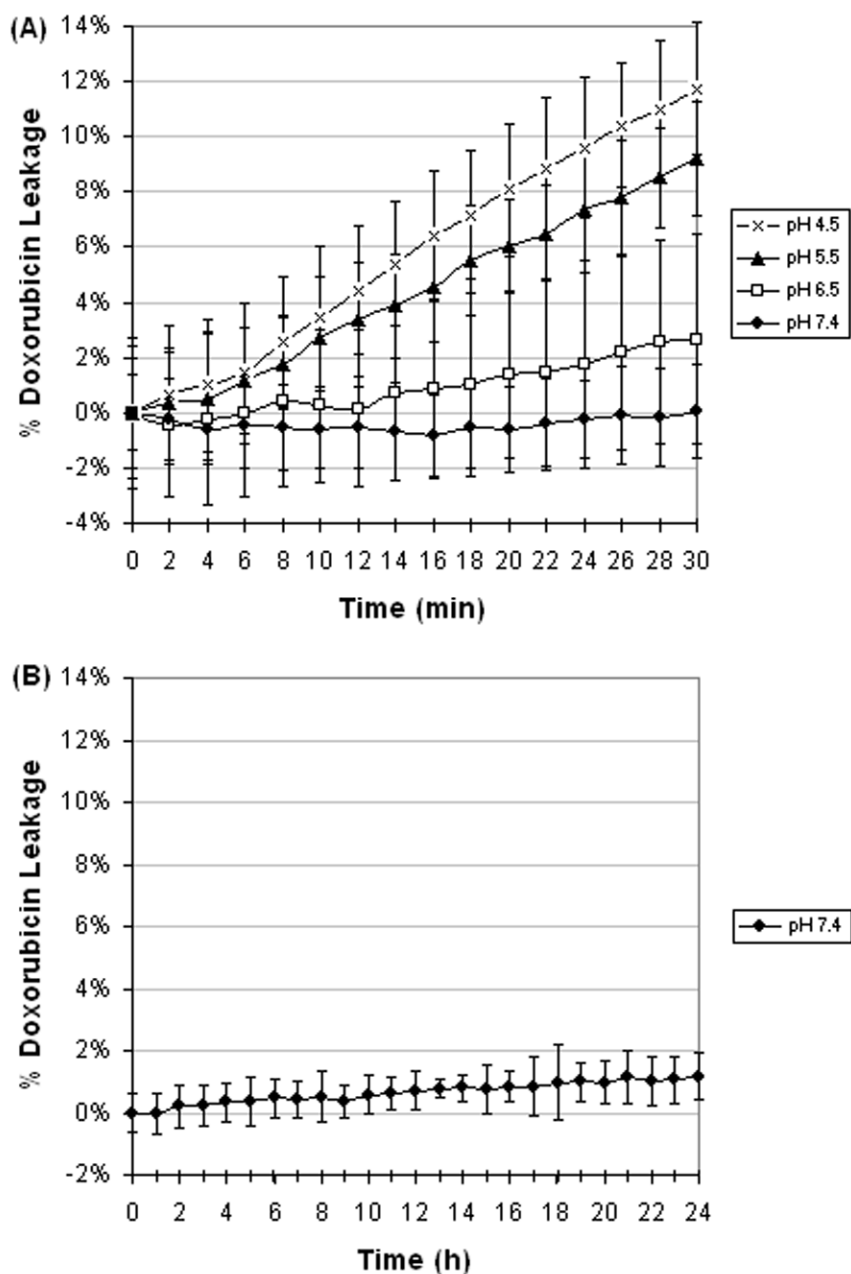 (A)
14%
12%
10%
8%
6%
4%
2%
0%
-2%
-4%
% Doxorubicin Leakage
0 2 4 6 8 10 12 14 16 18 20 22 24 26 28 30
Time (min)
pH 4.5
pH 5.5
pH 6.5
pH 7.4
(B)
14%
12%
10%
8%
6%
4%
2%
0%
-2%
% Doxorubicin Leakage
0 2 4 6 8 10 12 14 16 18 20 22 24
Time (h)
pH 7.4